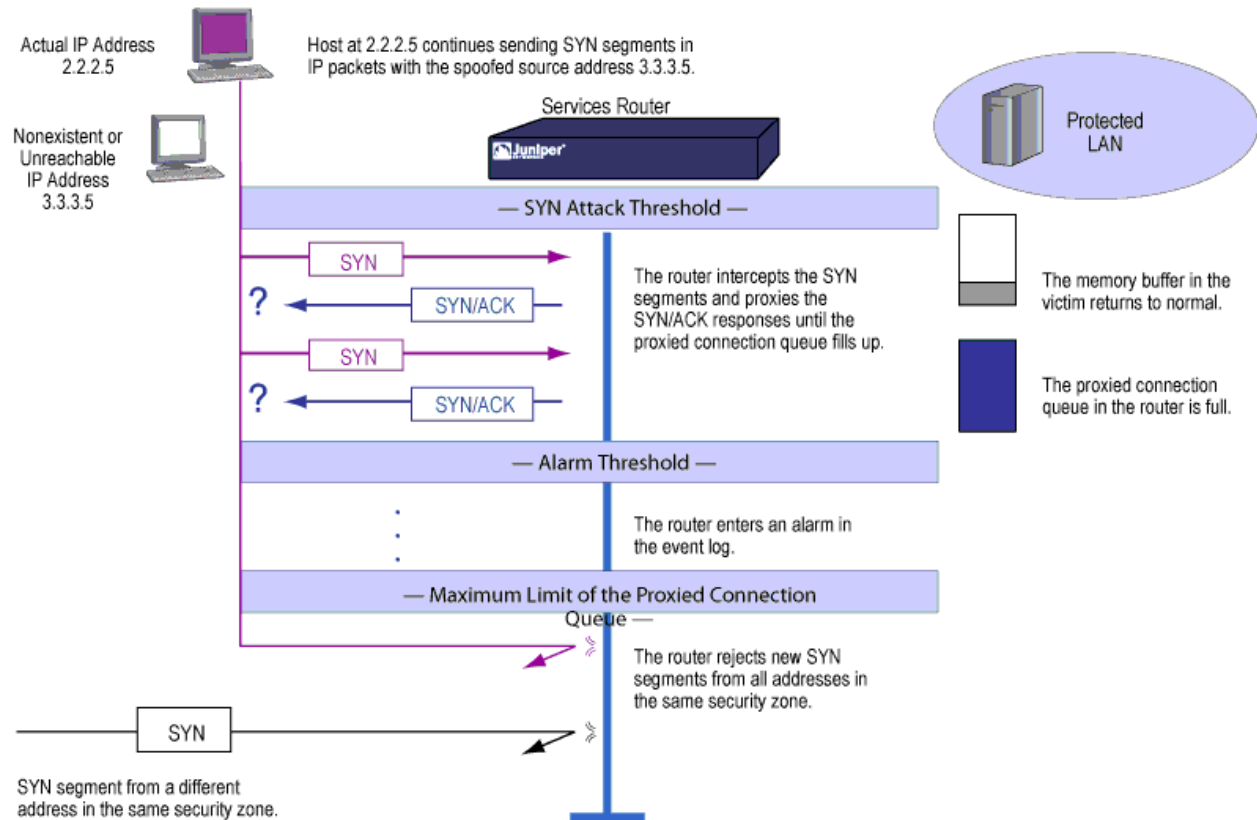 Actual IP Address
2.2.2.5
Host at 2.2.2.5 continues sending SYN segments in
IP packets with the spoofed source address 3.3.3.5.
Nonexistent or
Unreachable
IP Address
3.3.3.5
Services Router
Juniper
NETWORKS
Protected
LAN
— SYN Attack Threshold —
SYN
? SYN/ACK
SYN
? SYN/ACK
The router intercepts the SYN
segments and proxies the
SYN/ACK responses until the
proxied connection queue fills up.
The memory buffer in the
victim returns to normal.
The proxied connection
queue in the router is full.
— Alarm Threshold —
The router enters an alarm in
the event log.
— Maximum Limit of the Proxied Connection
Queue —
The router rejects new SYN
segments from all addresses in
the same security zone.
SYN
SYN segment from a different
address in the same security zone.